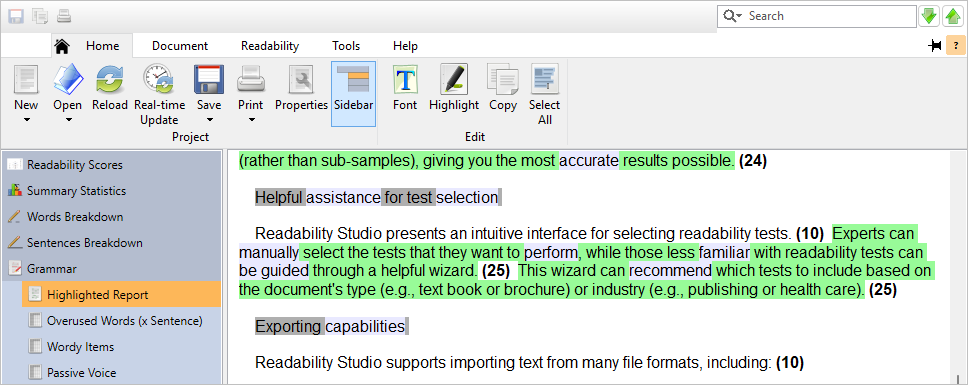 Search
Home Document Readability Tools Help
?
New Open Reload Real-time Update Save Print Properties Sidebar Font Highlight Copy Select All
Project Edit
Readability Scores
Summary Statistics
Words Breakdown
Sentences Breakdown
Grammar
Highlighted Report
Overused Words (x Sentence)
Wordy Items
Passive Voice
(rather than sub-samples), giving you the most accurate results possible. (24)
Helpful assistance for test selection
Readability Studio presents an intuitive interface for selecting readability tests. (10) Experts can
manually select the tests that they want to perform, while those less familiar with readability tests can
be guided through a helpful wizard. (25) This wizard can recommend which tests to include based on
the document's type (e.g., text book or brochure) or industry (e.g., publishing or health care). (25)
Exporting capabilities
Readability Studio supports importing text from many file formats, including: (10)